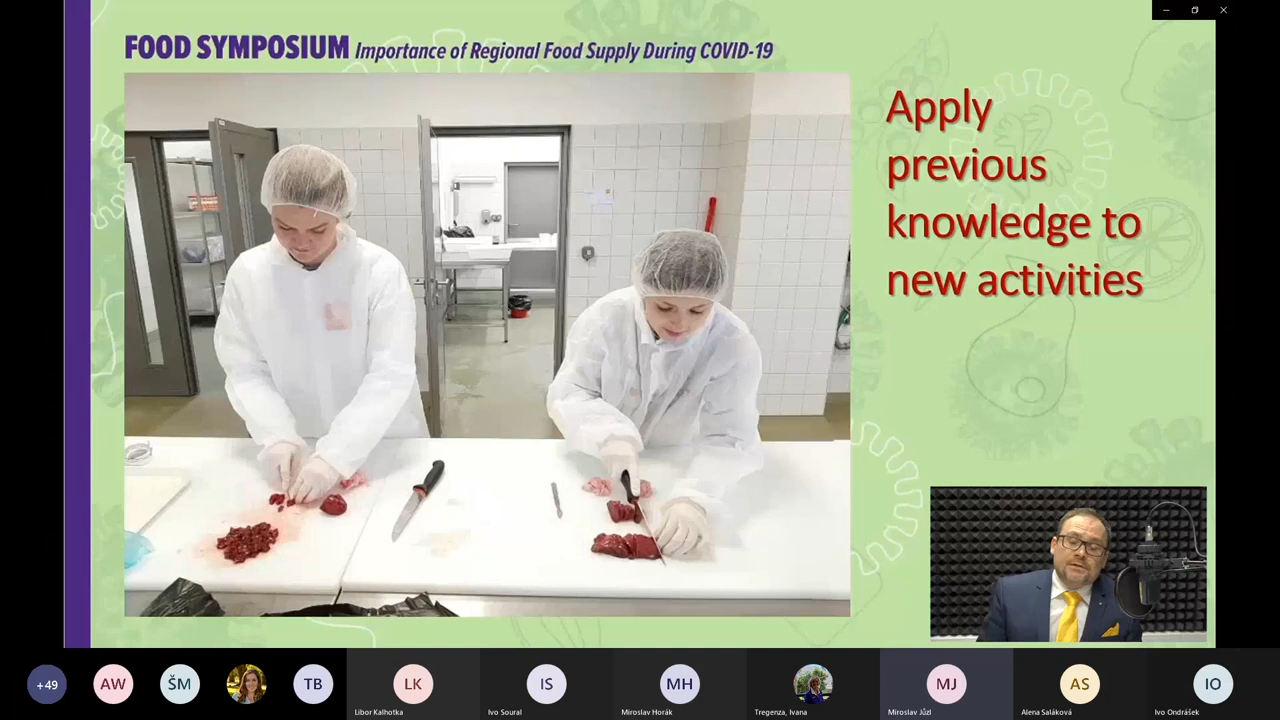 FOOD SYMPOSIUM Importance of Regional Food Supply During COVID-19
Apply
previous
knowledge to
new activities
+49
AW
ŠM
TB
LK
IS
MH
MJ
AS
IO
Libor Kalhotka
Ivo Soural
Miroslav Horák
Tregenza, Ivana
Miroslav Jůzl
Alena Saláková
Ivo Ondrášek